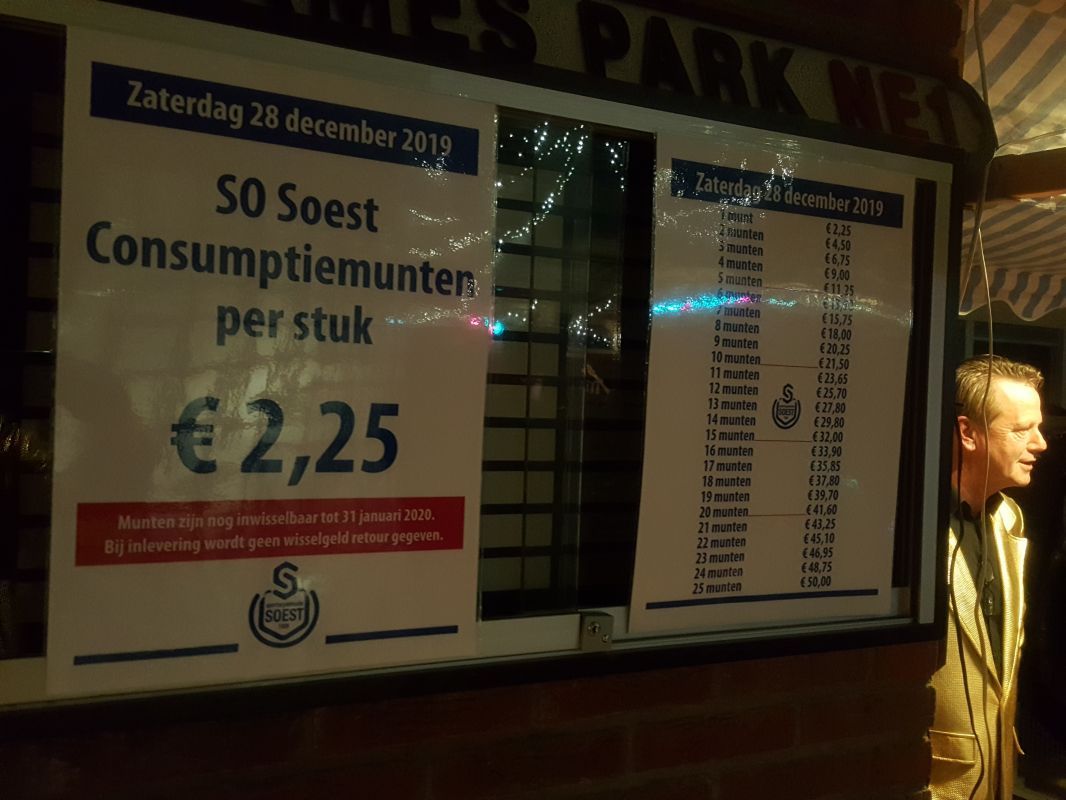 AMES PARK NE1
Zaterdag 28 december 2019
SO Soest
Consumptiemunten
per stuk
€ 2,25
Munten zijn nog inwisselbaar tot 31 januari 2020.
Bij inlevering wordt geen wisselgeld retour gegeven.
SOEST
Zaterdag 28 december 2019
1 munt € 2,25
2 munten € 4,50
3 munten € 6,75
4 munten € 9,00
5 munten € 11,25
6 munten
7 munten € 15,75
8 munten € 18,00
9 munten € 20,25
10 munten € 21,50
11 munten € 23,65
12 munten € 25,70
13 munten € 27,80
14 munten € 29,80
15 munten € 32,00
16 munten € 33,90
17 munten € 35,85
18 munten € 37,80
19 munten € 39,70
20 munten € 41,60
21 munten € 43,25
22 munten € 45,10
23 munten € 46,95
24 munten € 48,75
25 munten € 50,00